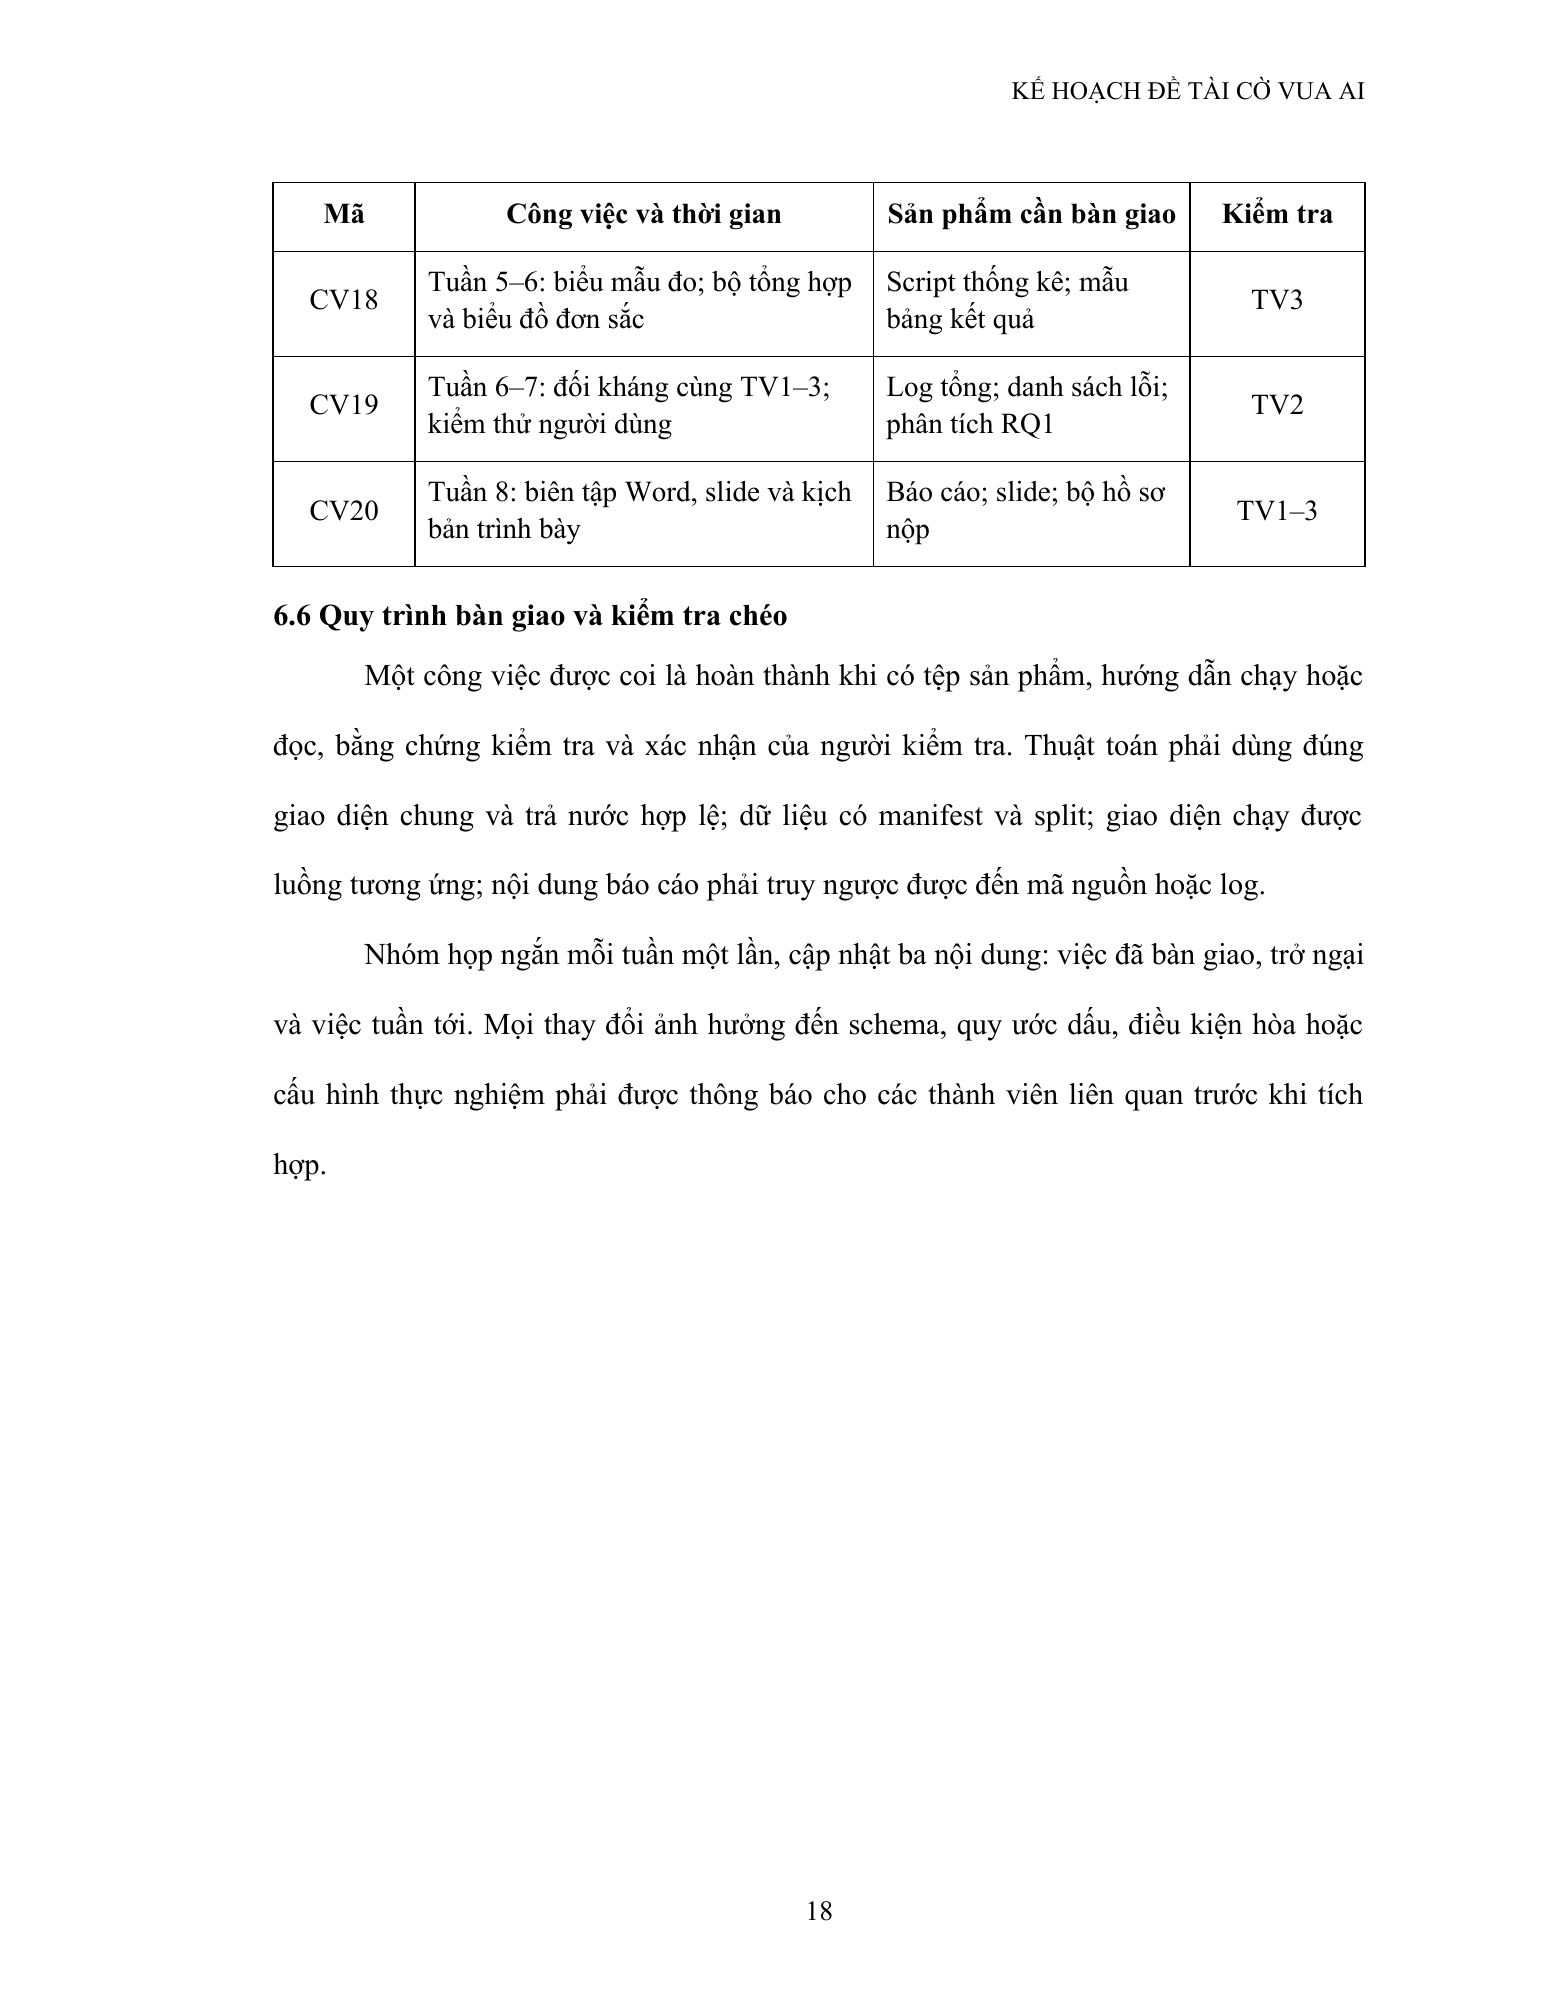 KẾ HOẠCH ĐỀ TÀI CỜ VUA AI
Mã
Công việc và thời gian
Sản phẩm cần bàn giao
Kiểm tra
CV18
Tuần 5–6: biểu mẫu đo; bộ tổng hợp
và biểu đồ đơn sắc
Script thống kê; mẫu
bảng kết quả
TV3
CV19
Tuần 6–7: đối kháng cùng TV1–3;
kiểm thử người dùng
Log tổng; danh sách lỗi;
phân tích RQ1
TV2
CV20
Tuần 8: biên tập Word, slide và kịch
bản trình bày
Báo cáo; slide; bộ hồ sơ
nộp
TV1–3
6.6 Quy trình bàn giao và kiểm tra chéo
Một công việc được coi là hoàn thành khi có tệp sản phẩm, hướng dẫn chạy hoặc
đọc, bằng chứng kiểm tra và xác nhận của người kiểm tra. Thuật toán phải dùng đúng
giao diện chung và trả nước hợp lệ; dữ liệu có manifest và split; giao diện chạy được
luồng tương ứng; nội dung báo cáo phải truy ngược được đến mã nguồn hoặc log.
Nhóm họp ngắn mỗi tuần một lần, cập nhật ba nội dung: việc đã bàn giao, trở ngại
và việc tuần tới. Mọi thay đổi ảnh hưởng đến schema, quy ước dấu, điều kiện hòa hoặc
cấu hình thực nghiệm phải được thông báo cho các thành viên liên quan trước khi tích
hợp.
18